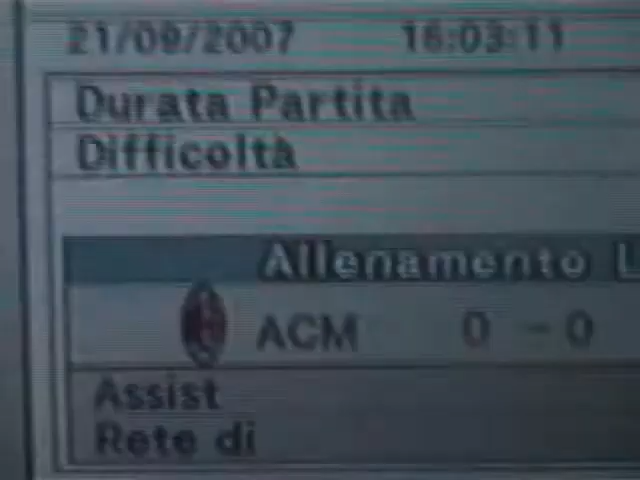 21/09/2007 16:03:11
Durata Partita
Difficoltà
Allenamento L
ACM 0 - 0
Assist
Rete di